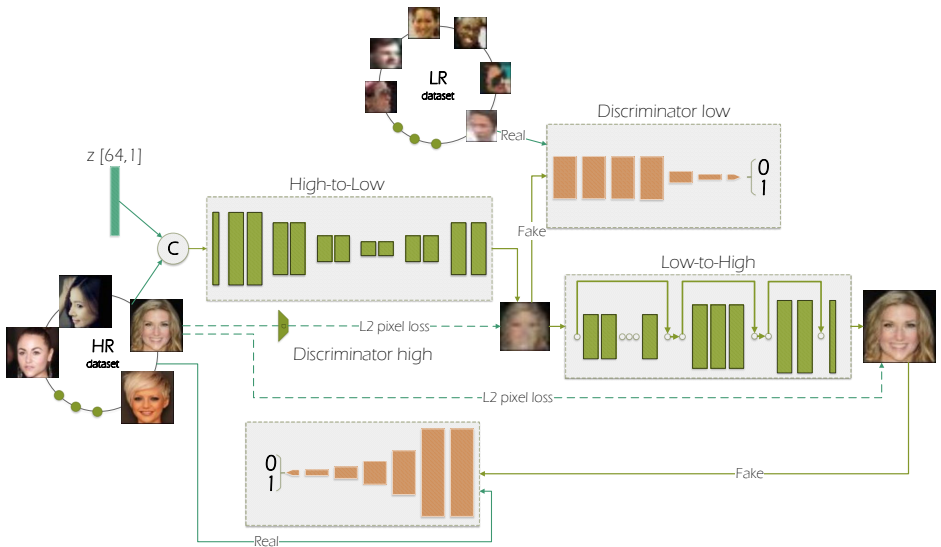 LR
dataset
Discriminator low
Real
0
1
z [64,1]
High-to-Low
C
Fake
Low-to-High
HR
dataset
L2 pixel loss
Discriminator high
L2 pixel loss
0
1
Fake
Real